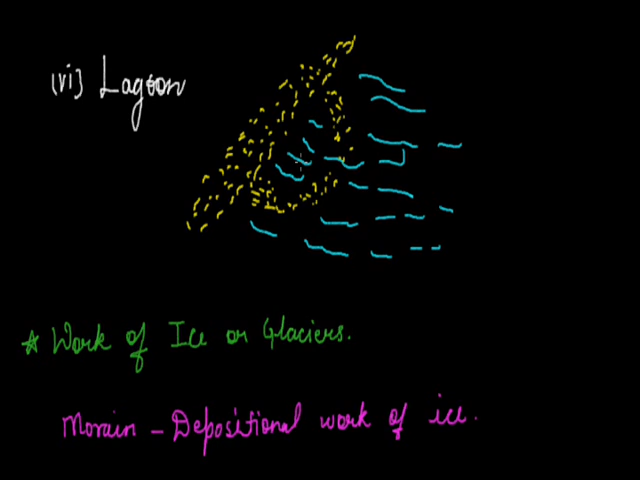 (vi) Lagoon
* Work of Ice or Glaciers.
Morain - Depositional work of ice.